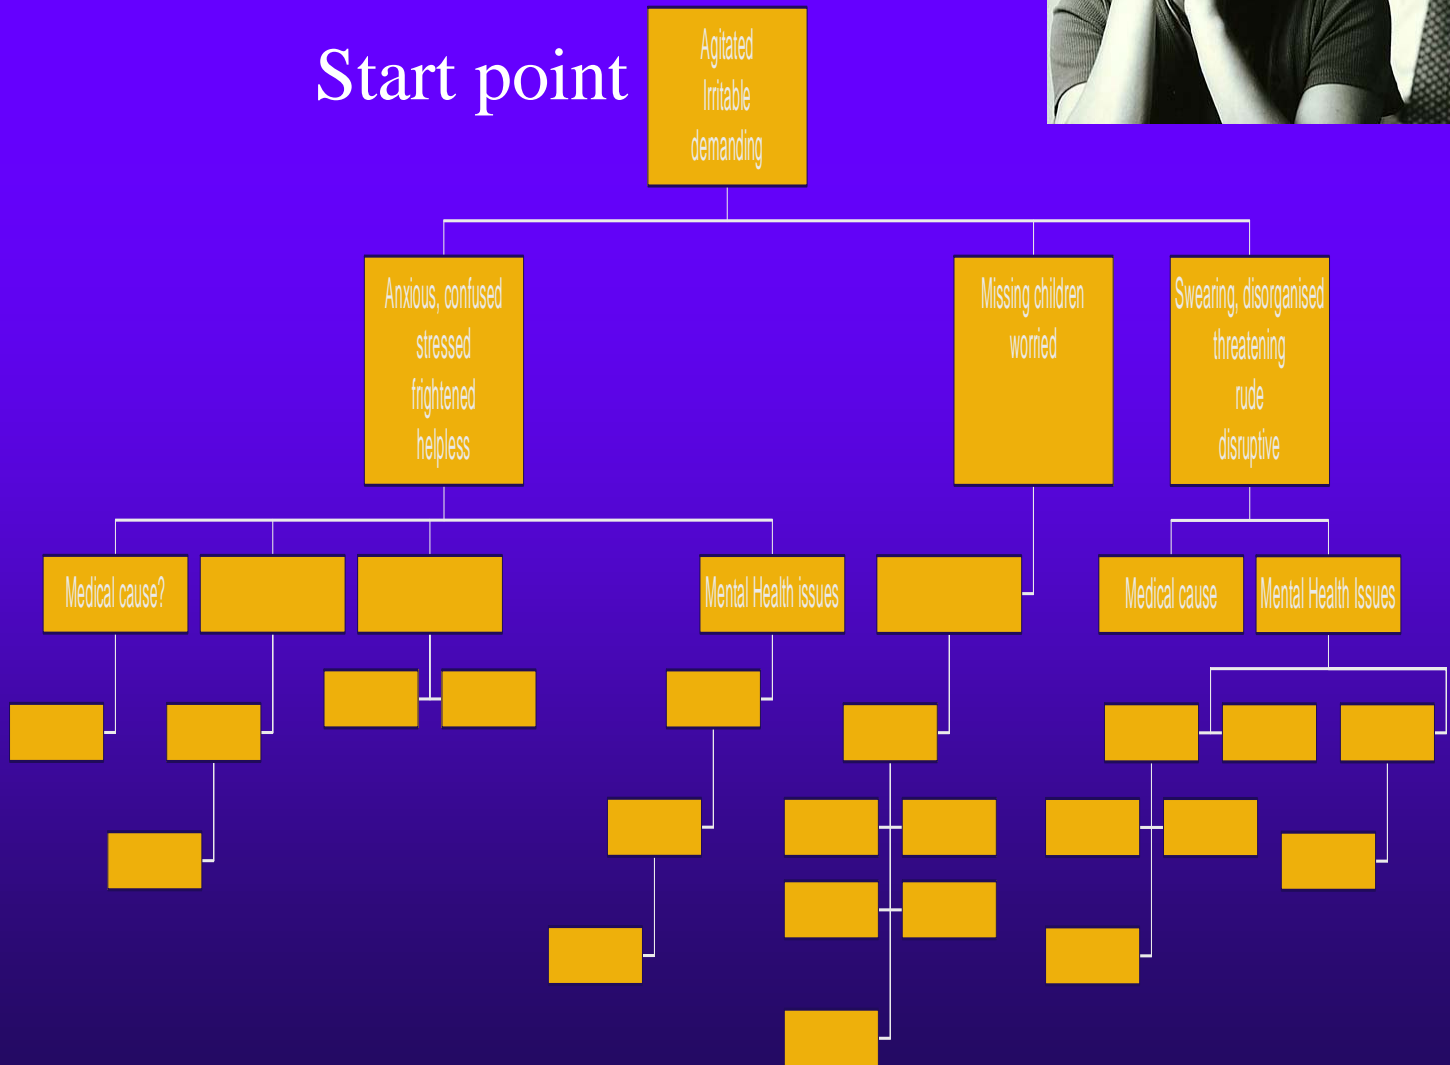 Start point
Agitated
Irritable
demanding
Anxious, confused
stressed
frightened
helpless
Missing children
worried
Swearing, disorganised
threatening
rude
disruptive
Medical cause?
Mental Health issues
Medical cause
Mental Health Issues